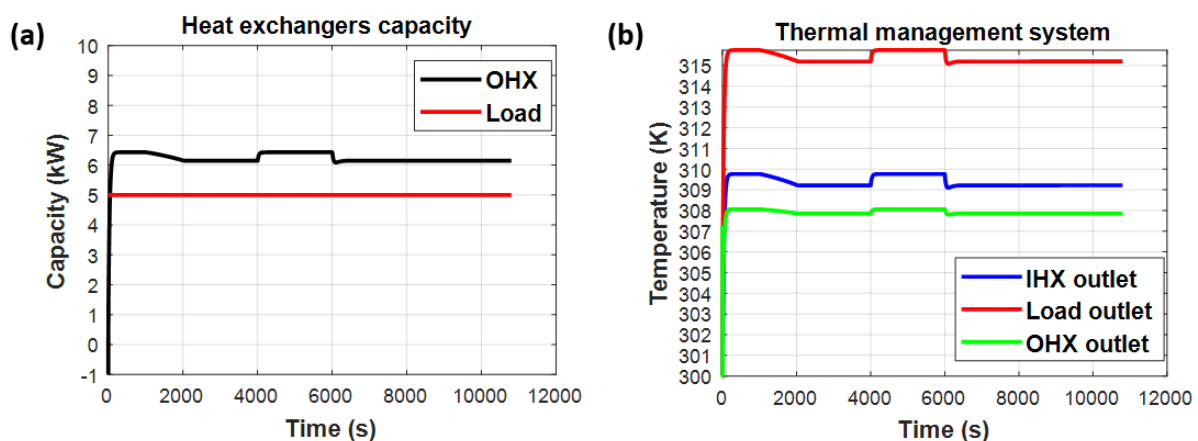 (a)
Heat exchangers capacity
10
9
8
7
6
5
4
3
2
1
0
-1
Capacity (kW)
OHX
Load
0 2000 4000 6000 8000 10000 12000
Time (s)
(b)
Thermal management system
315
314
313
312
311
310
309
308
307
306
305
304
303
302
301
300
Temperature (K)
IHX outlet
Load outlet
OHX outlet
0 2000 4000 6000 8000 10000 12000
Time (s)